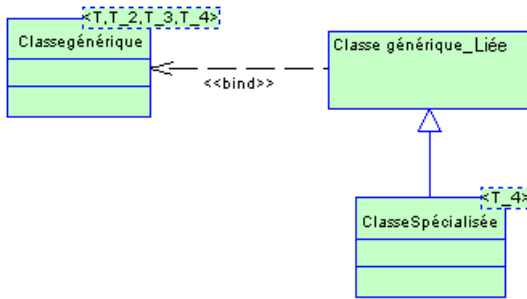 <T,T_2,T_3,T_4>
Classegénérique
Classe générique_Liée
<<bind>>
<T_4>
ClasseSpécialisée